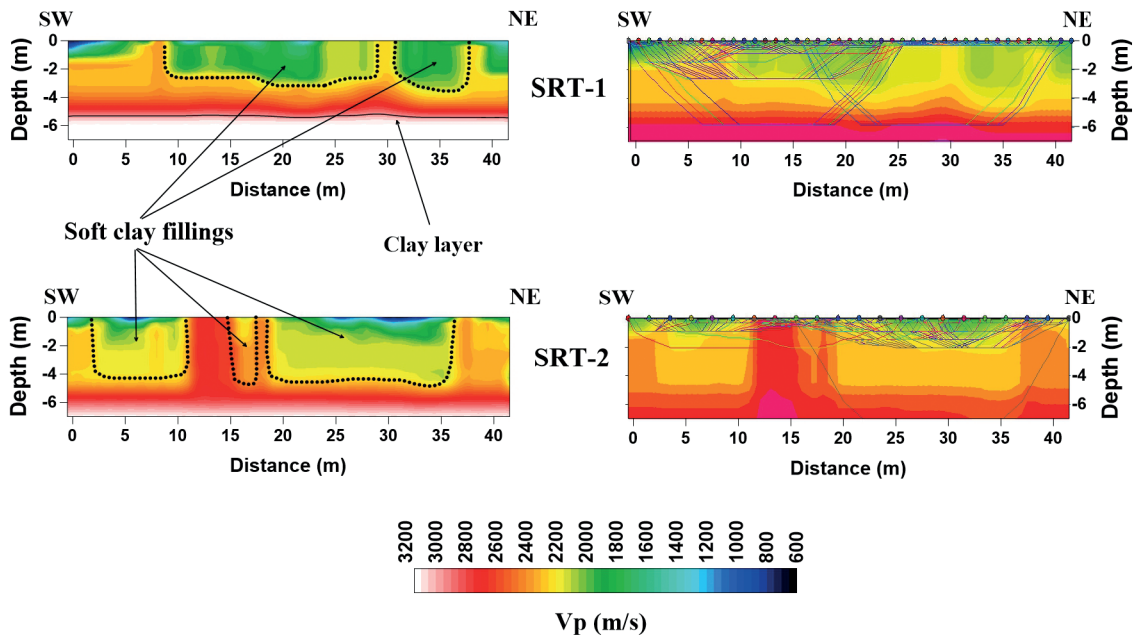 SW NE SW NE
0 0
-2 -2
-4 -4
-6 -6
Depth (m) SRT-1 Depth (m)
0 5 10 15 20 25 30 35 40 0 5 10 15 20 25 30 35 40
Distance (m) Distance (m)
Soft clay fillings Clay layer
SW NE SW NE
0 0
-2 -2
-4 -4
-6 -6
Depth (m) SRT-2 Depth (m)
0 5 10 15 20 25 30 35 40 0 5 10 15 20 25 30 35 40
Distance (m) Distance (m)
3200 3000 2800 2600 2400 2200 2000 1800 1600 1400 1200 1000 800 600
Vp (m/s)